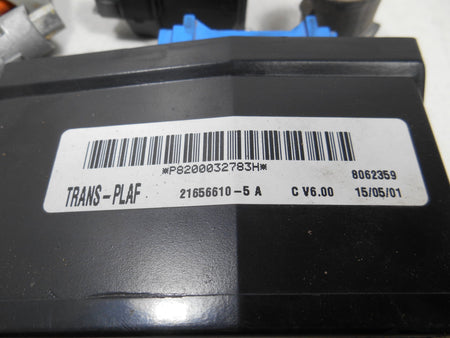 *P8200032783H*
8062359
TRANS-PLAF 21656610-5 A C V6.00 15/05/01